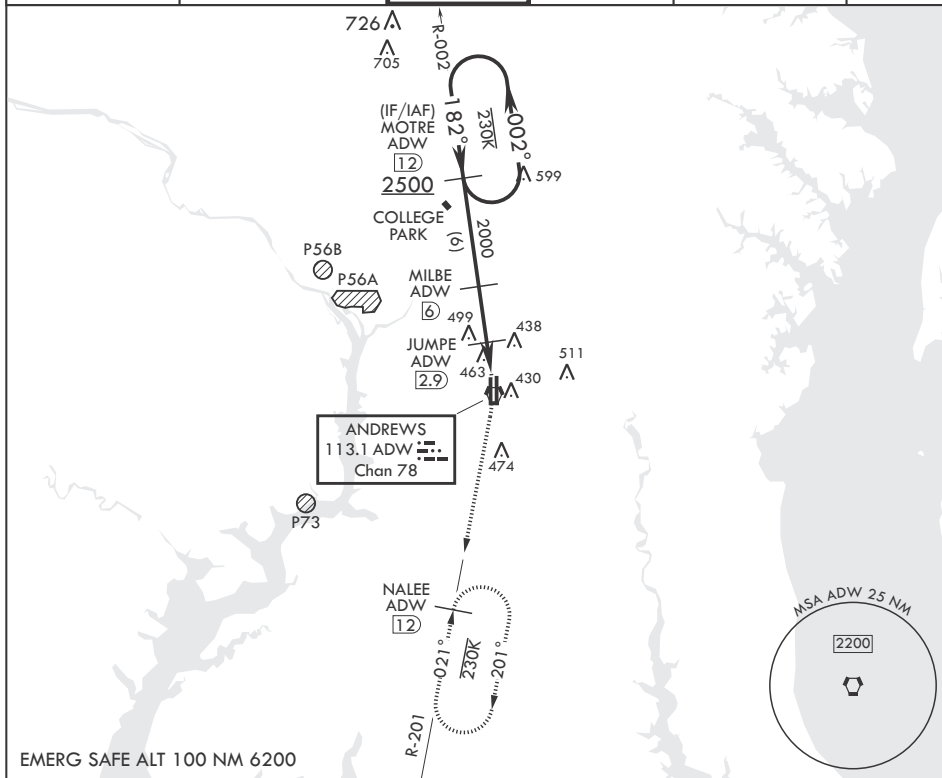 726
705
R-002
(IF/IAF)
MOTRE
ADW
12
2500
182°
230K
002°
599
COLLEGE
PARK
(6)
2000
P56B
P56A
MILBE
ADW
6
499
438
JUMPE
ADW
2.9
463
430
511
ANDREWS
113.1 ADW
Chan 78
474
P73
NALEE
ADW
12
021°
230K
201°
R-201
MSA ADW 25 NM
2200
EMERG SAFE ALT 100 NM 6200